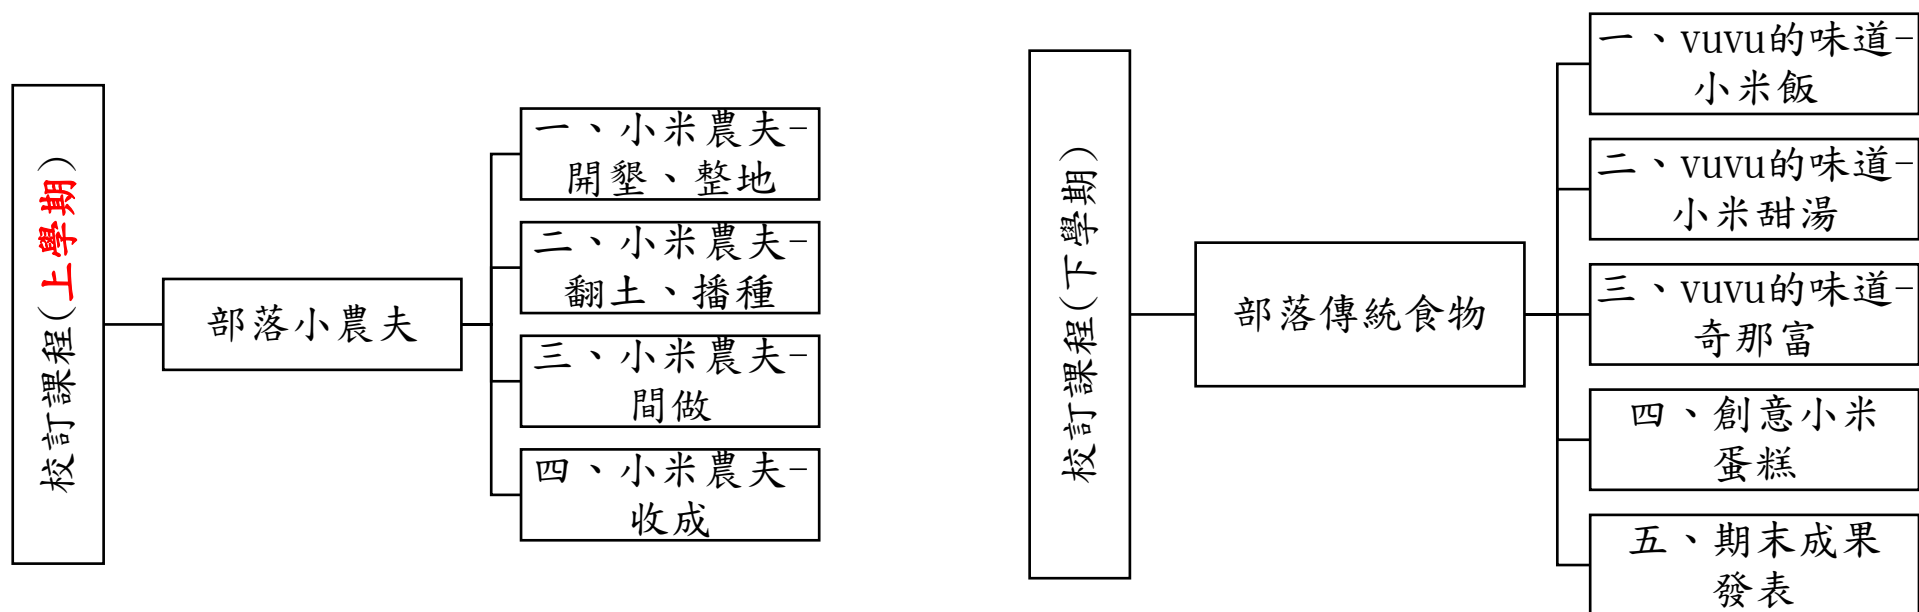 校訂課程(上學期)
部落小農夫
一、小米農夫-
開墾、整地
二、小米農夫-
翻土、播種
三、小米農夫-
間做
四、小米農夫-
收成
校訂課程(下學期)
部落傳統食物
一、vuvu的味道-
小米飯
二、vuvu的味道-
小米甜湯
三、vuvu的味道-
奇那富
四、創意小米
蛋糕
五、期末成果
發表